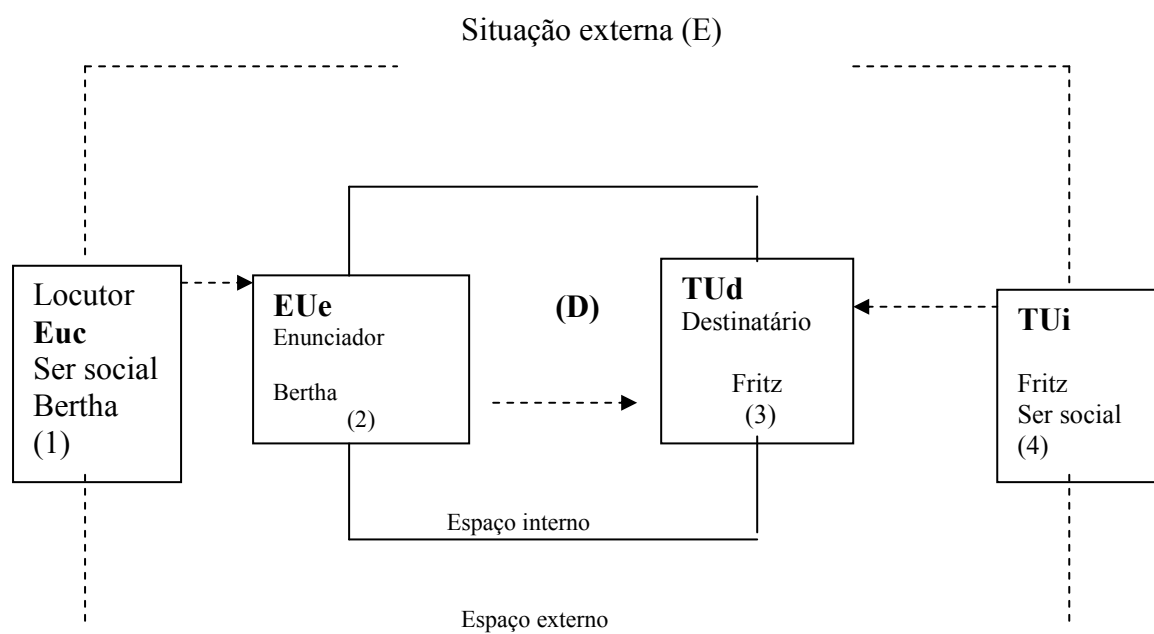 Situação externa (E)
Locutor
Euc
Ser social
Bertha
(1)
EUe
Enunciador
Bertha
(2)
(D)
TUd
Destinatário
Fritz
(3)
TUi
Fritz
Ser social
(4)
Espaço interno
Espaço externo